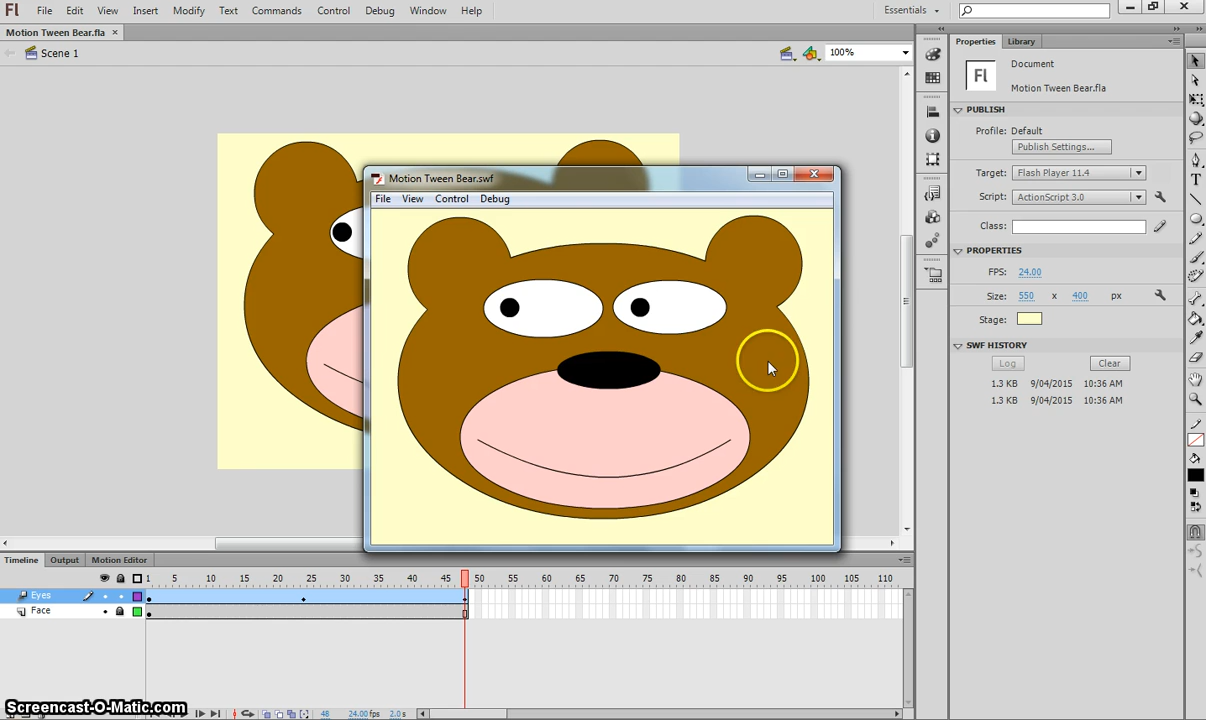 Fl File Edit View Insert Modify Text Commands Control Debug Window Help Essentials
Motion Tween Bear.fla ×
Scene 1 100%
Properties Library
Fl Document
Motion Tween Bear.fla
PUBLISH
Profile: Default
Publish Settings...
Target: Flash Player 11.4
Script: ActionScript 3.0
Class:
PROPERTIES
FPS: 24.00
Size: 550 x 400 px
Stage:
SWF HISTORY
Log Clear
1.3 KB 9/04/2015 10:36 AM
1.3 KB 9/04/2015 10:36 AM
Motion Tween Bear.swf
File View Control Debug
Timeline Output Motion Editor
1 5 10 15 20 25 30 35 40 45 50 55 60 65 70 75 80 85 90 95 100 105 110
Eyes
Face
48 24.00 fps 2.0 s
Screencast-O-Matic.com